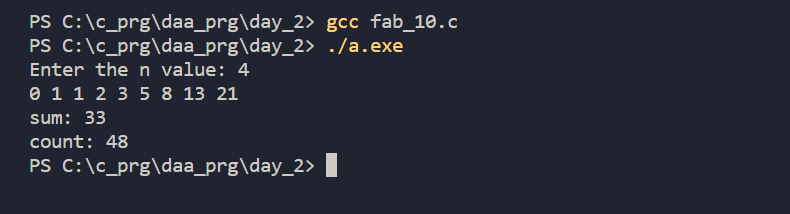 PS C:\c_prg\daa_prg\day_2> gcc fab_10.c
PS C:\c_prg\daa_prg\day_2> ./a.exe
Enter the n value: 4
0 1 1 2 3 5 8 13 21
sum: 33
count: 48
PS C:\c_prg\daa_prg\day_2>